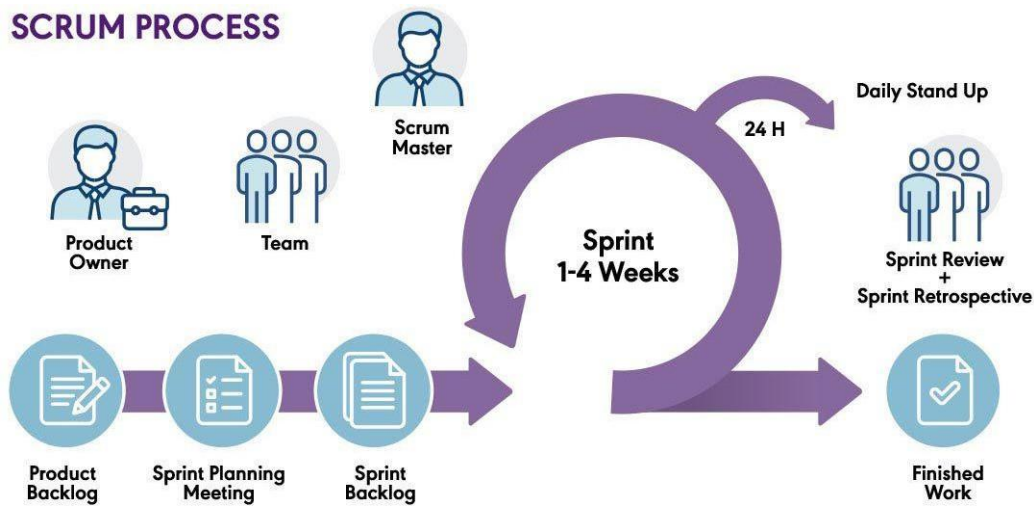 SCRUM PROCESS
Scrum
Master
Product
Owner
Team
Daily Stand Up
24 H
Sprint
1-4 Weeks
Sprint Review
+
Sprint Retrospective
Product
Backlog
Sprint Planning
Meeting
Sprint
Backlog
Finished
Work